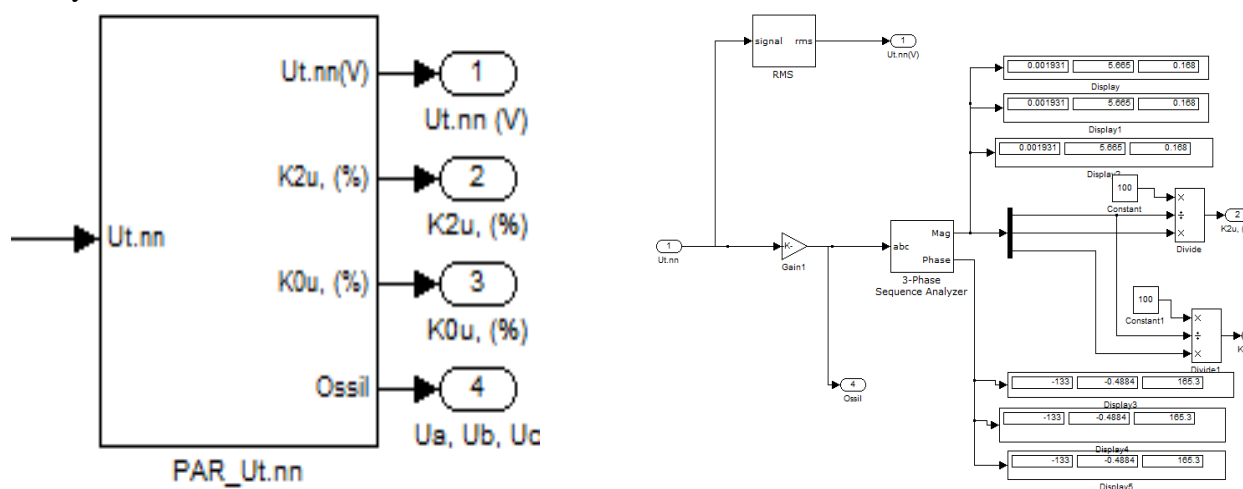 Ut.nn(V)
1
Ut.nn (V)
K2u, (%)
2
K2u, (%)
Ut.nn
K0u, (%)
3
K0u, (%)
Ossil
4
Ua, Ub, Uc
PAR_Ut.nn
signal rms
RMS
1
Ut.nn(V)
0.001931 5.665 0.168
Display
0.001931 5.665 0.168
Display1
0.001931 5.665 0.168
100
Constant
×
÷
×
Divide
2
K2u, (
1
Ut.nn
K-
Gain1
abc
Mag
Phase
3-Phase
Sequence Analyzer
100
Constant1
×
÷
×
Divide1
K
4
Ossil
-133 -0.4884 165.3
Display3
-133 -0.4884 165.3
Display4
-133 -0.4884 165.3
Display5